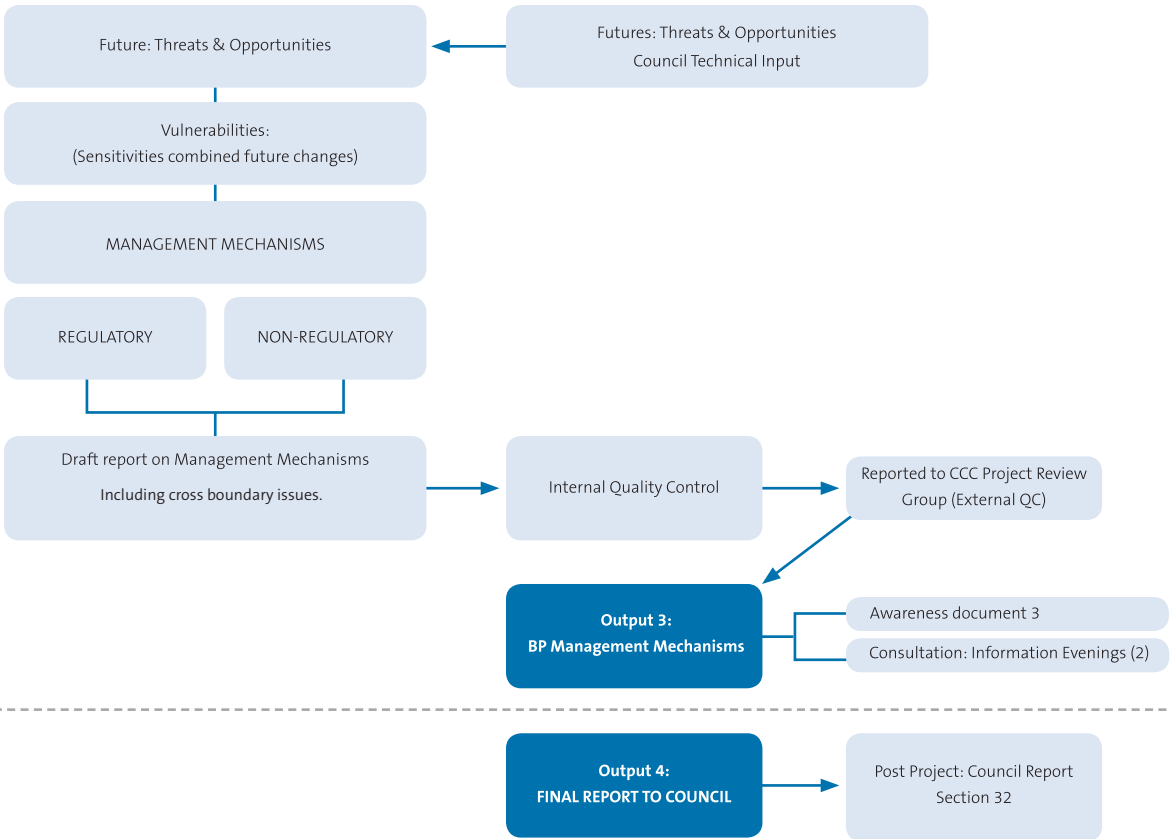 Future: Threats & Opportunities
Futures: Threats & Opportunities
Council Technical Input
Vulnerabilities:
(Sensitivities combined future changes)
MANAGEMENT MECHANISMS
REGULATORY
NON-REGULATORY
Draft report on Management Mechanisms
Including cross boundary issues.
Internal Quality Control
Reported to CCC Project Review
Group (External QC)
Output 3:
BP Management Mechanisms
Awareness document 3
Consultation: Information Evenings (2)
Output 4:
FINAL REPORT TO COUNCIL
Post Project: Council Report
Section 32